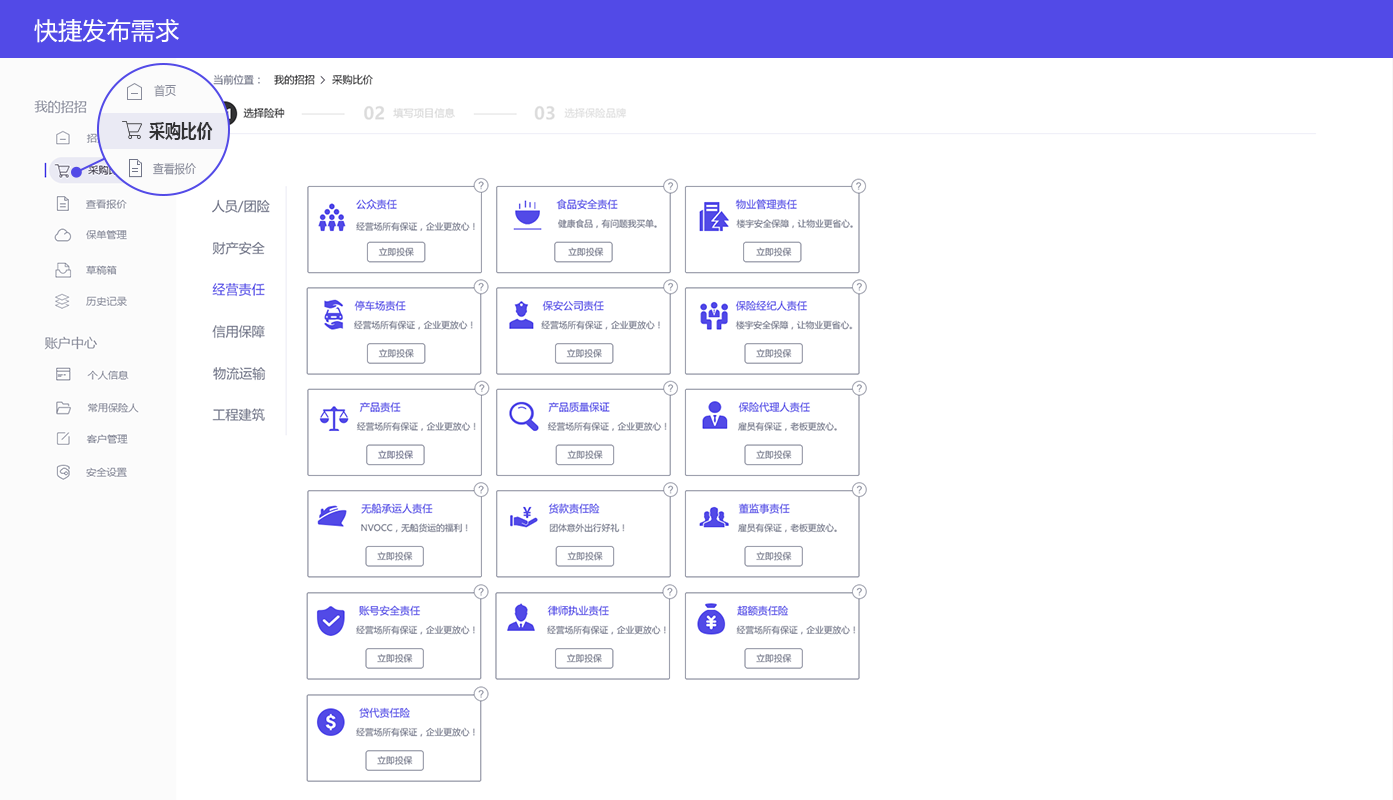 快捷发布需求
当前位置： 我的招招 > 采购比价
1 选择险种 02 填写项目信息 03 选择保险品牌
首页
采购比价
查看报价
我的招招
招
采购
查看报价
保单管理
草稿箱
历史记录
账户中心
个人信息
常用保险人
客户管理
安全设置
人员/团险
财产安全
经营责任
信用保障
物流运输
工程建筑
公众责任
经营场所有保证，企业更放心！
立即投保
?
食品安全责任
健康食品，有问题我买单。
立即投保
?
物业管理责任
楼宇安全保障，让物业更省心。
立即投保
?
停车场责任
经营场所有保证，企业更放心！
立即投保
?
保安公司责任
经营场所有保证，企业更放心！
立即投保
?
保险经纪人责任
楼宇安全保障，让物业更省心。
立即投保
?
产品责任
经营场所有保证，企业更放心！
立即投保
?
产品质量保证
经营场所有保证，企业更放心！
立即投保
?
保险代理人责任
雇员有保证，老板更放心。
立即投保
?
无船承运人责任
NVOCC，无船货运的福利！
立即投保
?
货款责任险
团体意外出行好礼！
立即投保
?
董监事责任
雇员有保证，老板更放心。
立即投保
?
账号安全责任
经营场所有保证，企业更放心！
立即投保
?
律师执业责任
经营场所有保证，企业更放心！
立即投保
?
超额责任险
经营场所有保证，企业更放心！
立即投保
?
贷代责任险
经营场所有保证，企业更放心！
立即投保
?